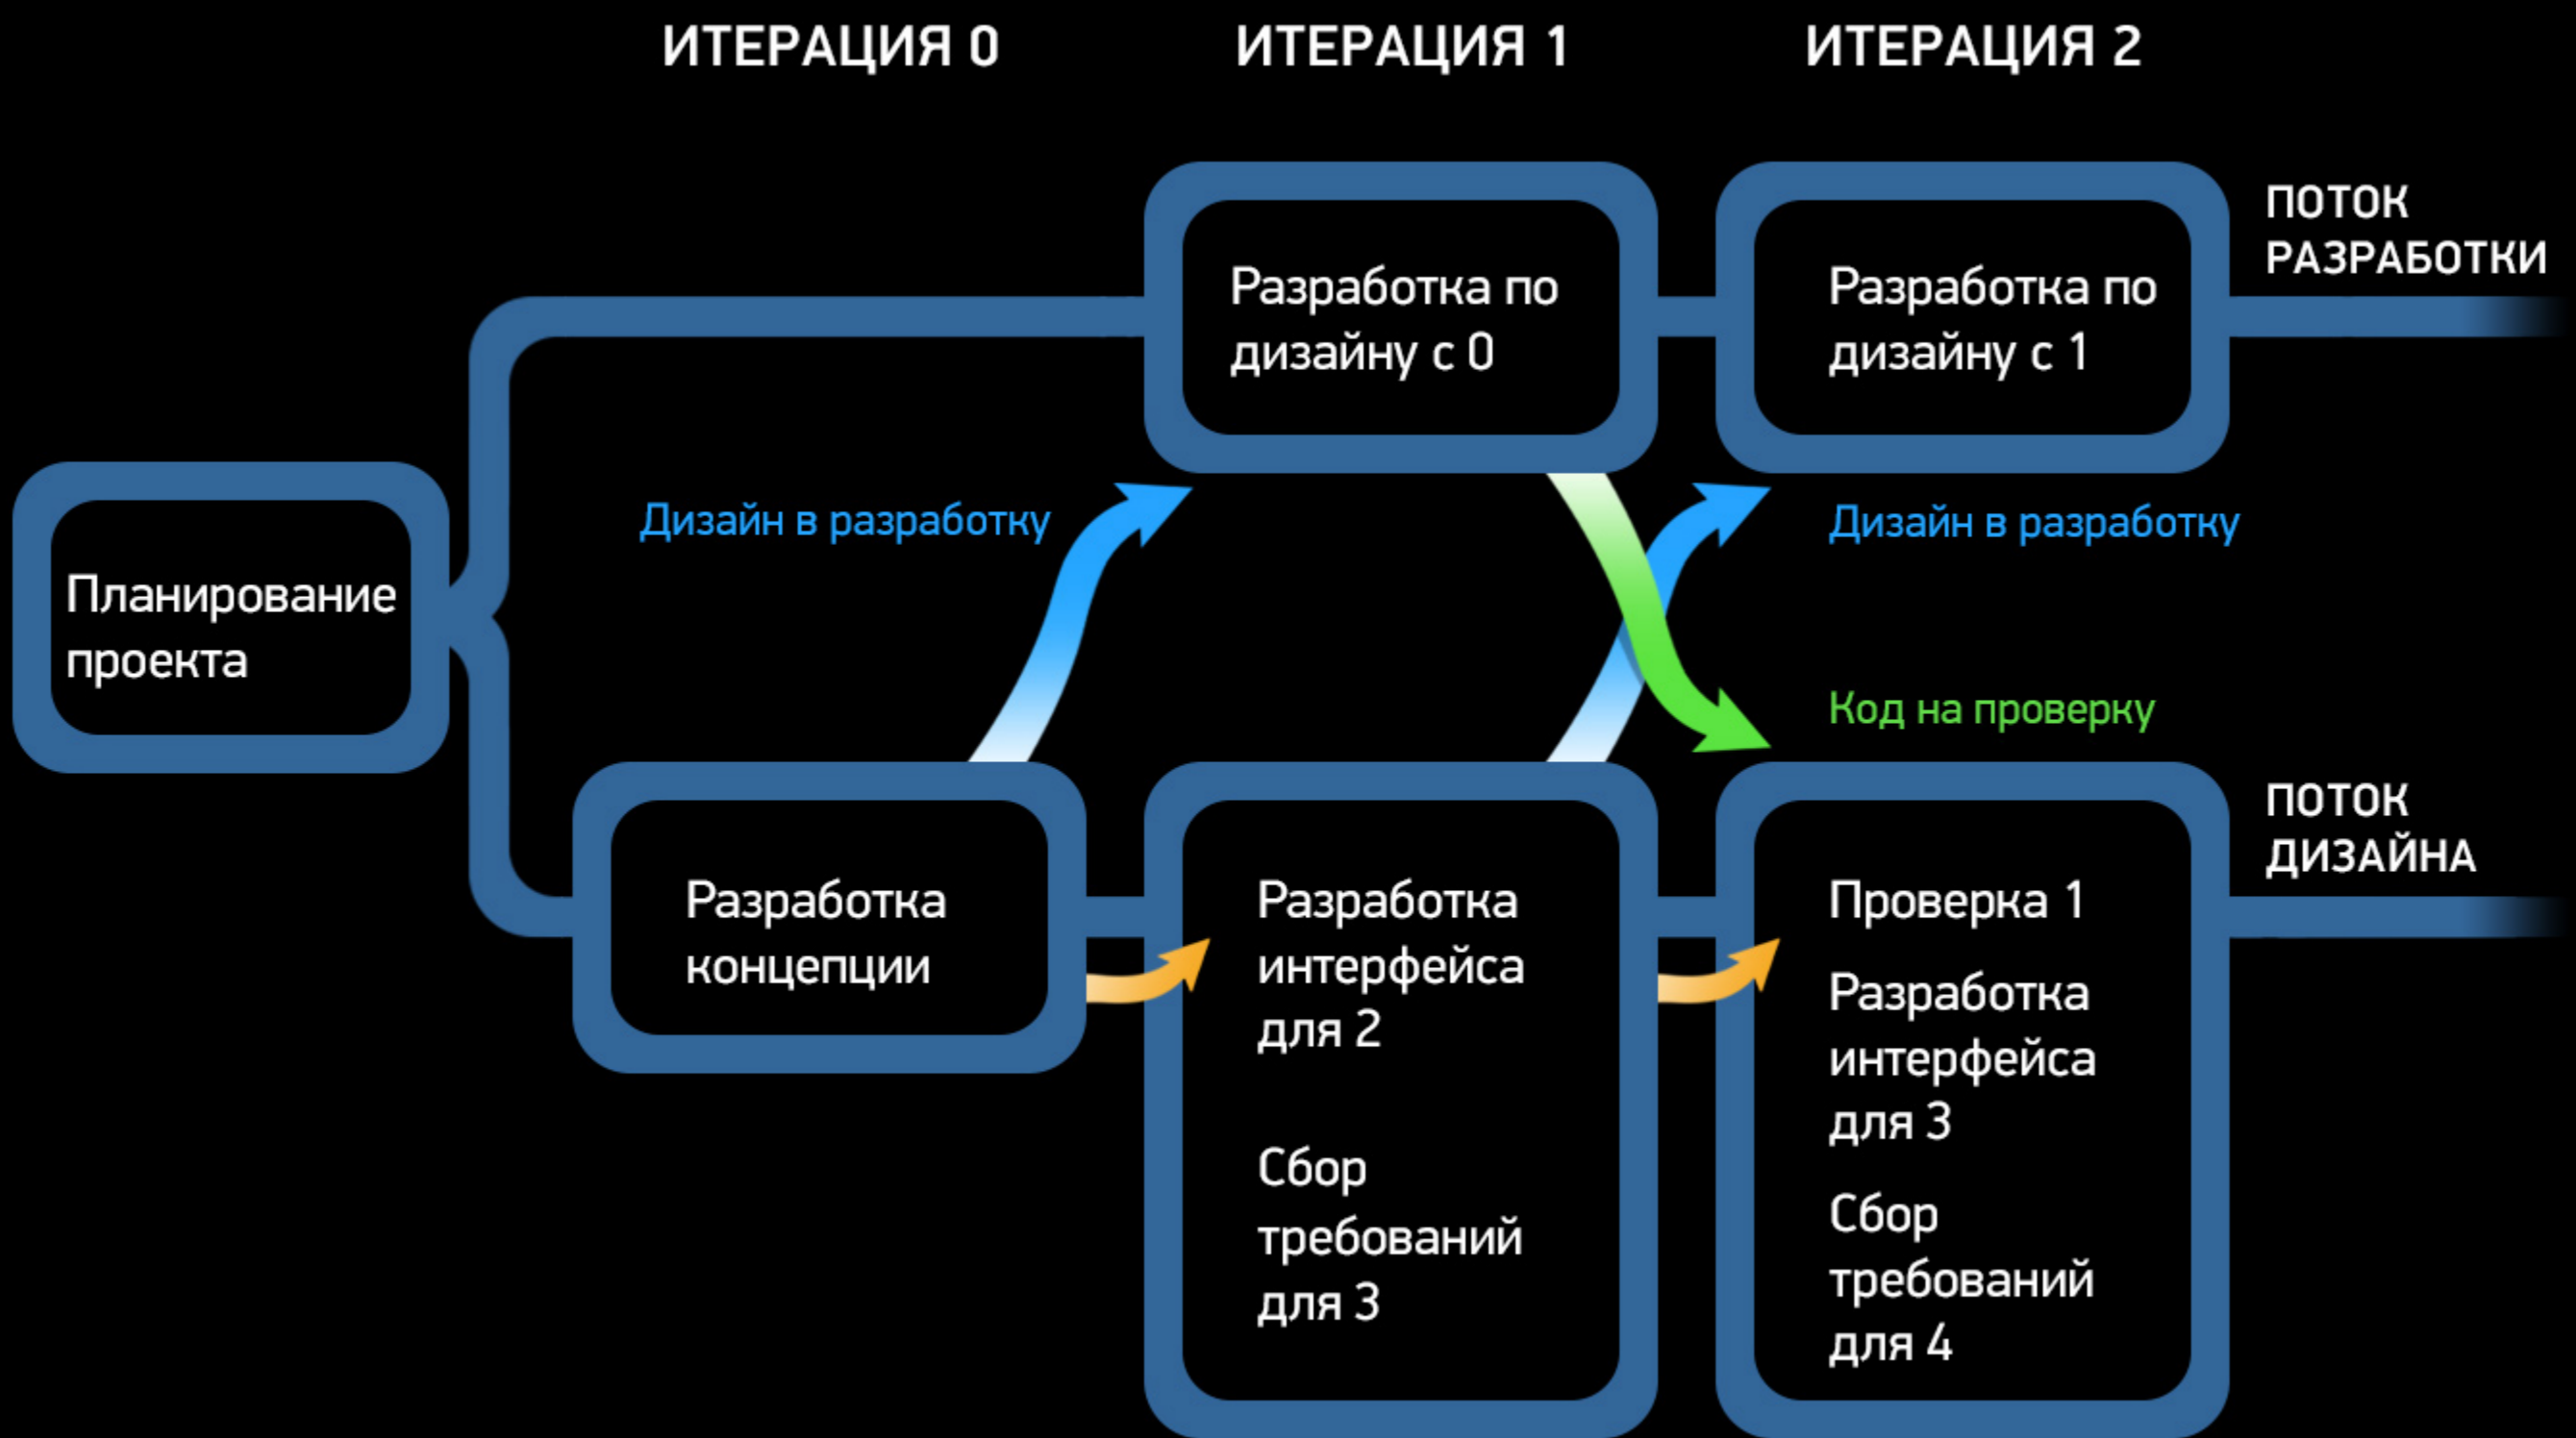 ИТЕРАЦИЯ 0
ИТЕРАЦИЯ 1
ИТЕРАЦИЯ 2
ПОТОК
РАЗРАБОТКИ
Разработка по
дизайну с 0
Разработка по
дизайну с 1
Дизайн в разработку
Дизайн в разработку
Планирование
проекта
Код на проверку
ПОТОК
ДИЗАЙНА
Разработка
концепции
Разработка
интерфейса
для 2
Сбор
требований
для 3
Проверка 1
Разработка
интерфейса
для 3
Сбор
требований
для 4